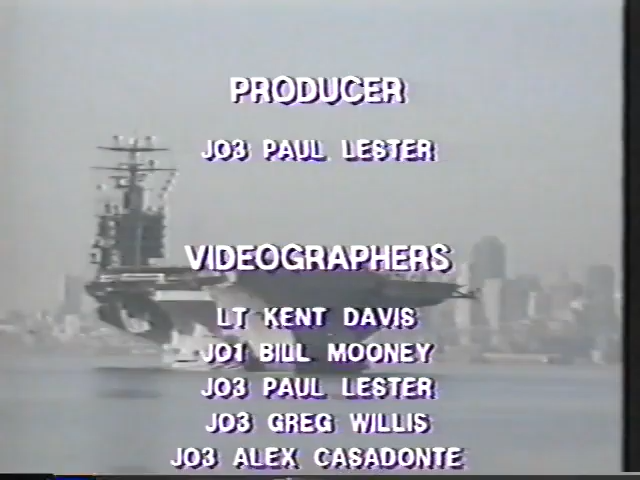 PRODUCER
JO3 PAUL LESTER
VIDEOGRAPHERS
LT KENT DAVIS
JO1 BILL MOONEY
JO3 PAUL LESTER
JO3 GREG WILLIS
JO3 ALEX CASADONTE